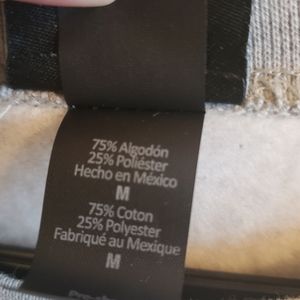 75% Algodón
25% Poliéster
Hecho en México
M
75% Coton
25% Polyester
Fabriqué au Mexique
M